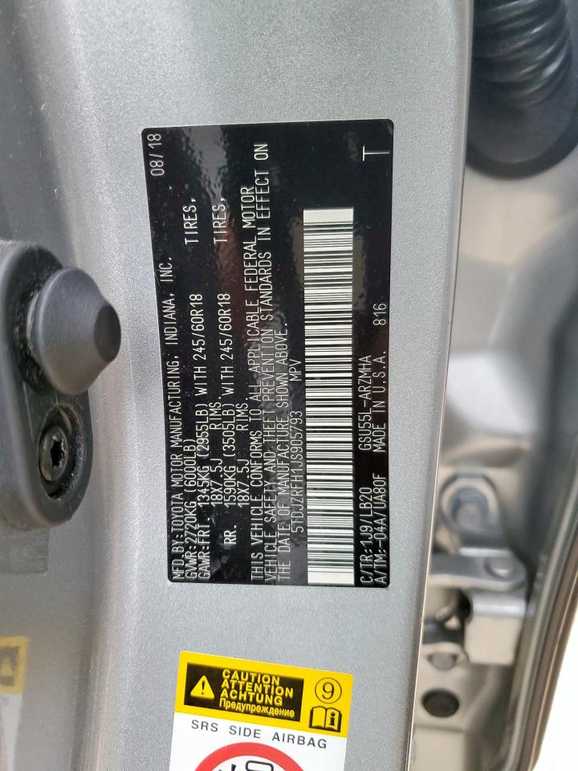 MFD.BY:TOYOTA MOTOR MANUFACTURING, INDIANA, INC. 08/18
GVWR:2720KG (6000LB)
GAWR:FRT. 1345KG (2955LB) WITH 245/60R18 TIRES,
18X7.5J RIMS,
RR. 1590KG (3505LB) WITH 245/60R18 TIRES,
18X7.5J RIMS
THIS VEHICLE CONFORMS TO ALL APPLICABLE FEDERAL MOTOR
VEHICLE SAFETY AND THEFT PREVENTION STANDARDS IN EFFECT ON
THE DATE OF MANUFACTURE SHOWN ABOVE.
5TDJZRFH1JS905793 MPV
C/TR:1J9/LB20 GSU55L-ARZMHA T
A/TM:-04A/UA80F MADE IN U.S.A. 816
CAUTION
ATTENTION
ACHTUNG
Предупреждение
9
SRS SIDE AIRBAG